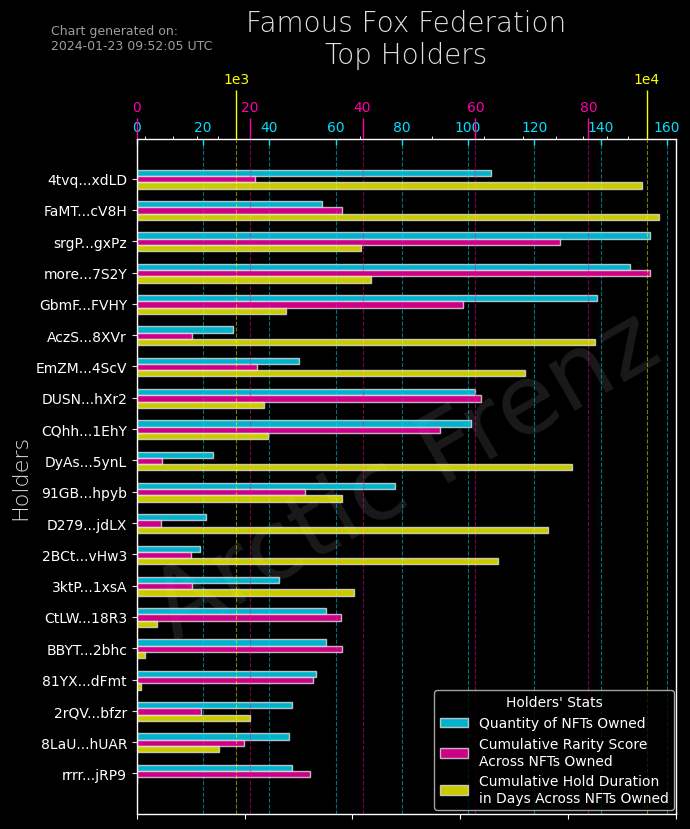 Chart generated on:
2024-01-23 09:52:05 UTC
Famous Fox Federation
Top Holders
1e3 1e4
0 20 40 60 80
0 20 40 60 80 100 120 140 160
Holders
4tvq...xdLD
FaMT...cV8H
srgP...gxPz
more...7S2Y
GbmF...FVHY
AczS...8XVr
EmZM...4ScV
DUSN...hXr2
CQhh...1EhY
DyAs...5ynL
91GB...hpyb
D279...jdLX
2BCt...vHw3
3ktP...1xsA
CtLW...18R3
BBYT...2bhc
81YX...dFmt
2rQV...bfzr
8LaU...hUAR
rrrr...jRP9
Arctic Frenz
Holders' Stats
Quantity of NFTs Owned
Cumulative Rarity Score
Across NFTs Owned
Cumulative Hold Duration
in Days Across NFTs Owned